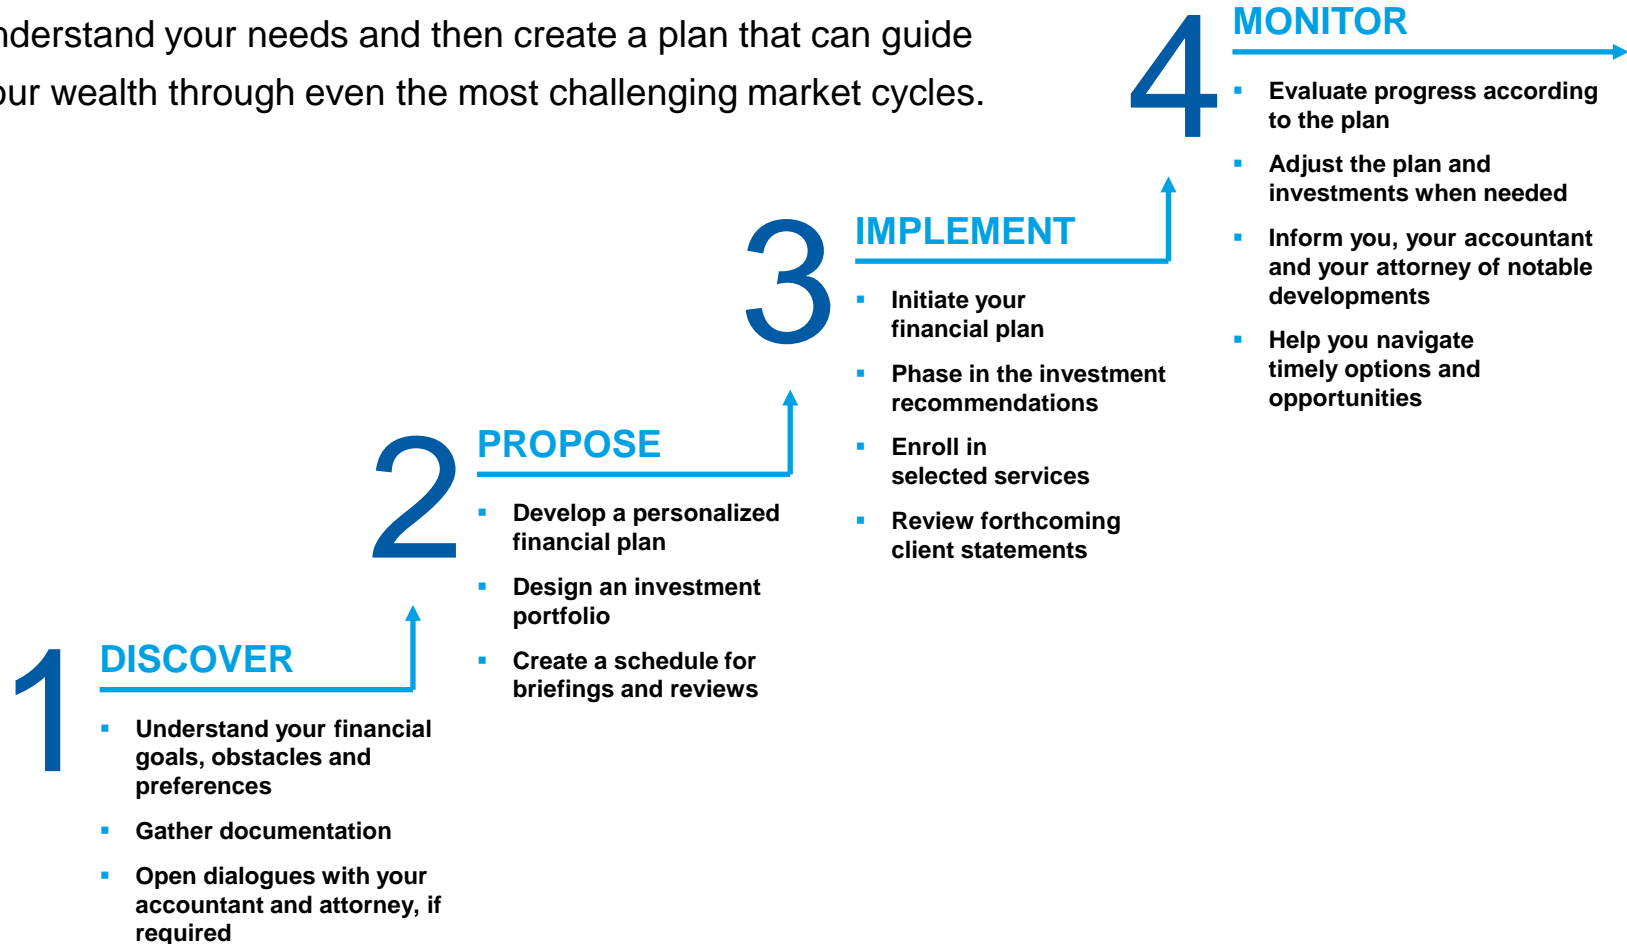 nderstand your needs and then create a plan that can guide
our wealth through even the most challenging market cycles.
1
DISCOVER
▪ Understand your financial
goals, obstacles and
preferences
▪ Gather documentation
▪ Open dialogues with your
accountant and attorney, if
required
2
PROPOSE
▪ Develop a personalized
financial plan
▪ Design an investment
portfolio
▪ Create a schedule for
briefings and reviews
3
IMPLEMENT
▪ Initiate your
financial plan
▪ Phase in the investment
recommendations
▪ Enroll in
selected services
▪ Review forthcoming
client statements
4
MONITOR
▪ Evaluate progress according
to the plan
▪ Adjust the plan and
investments when needed
▪ Inform you, your accountant
and your attorney of notable
developments
▪ Help you navigate
timely options and
opportunities